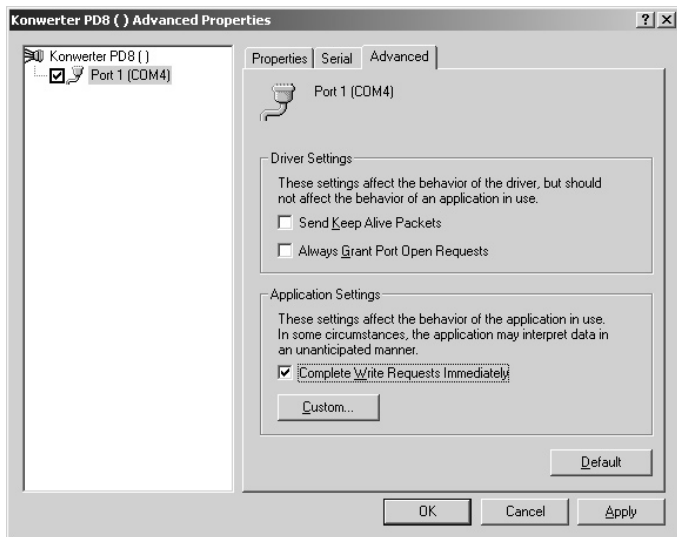 Konwerter PD8 ( ) Advanced Properties
Konwerter PD8 ( )
Port 1 (COM4)
Properties Serial Advanced
Port 1 (COM4)
Driver Settings
These settings affect the behavior of the driver, but should
not affect the behavior of an application in use.
Send Keep Alive Packets
Always Grant Port Open Requests
Application Settings
These settings affect the behavior of the application in use.
In some circumstances, the application may interpret data in
an unanticipated manner.
Complete Write Requests Immediately
Custom...
Default
OK Cancel Apply